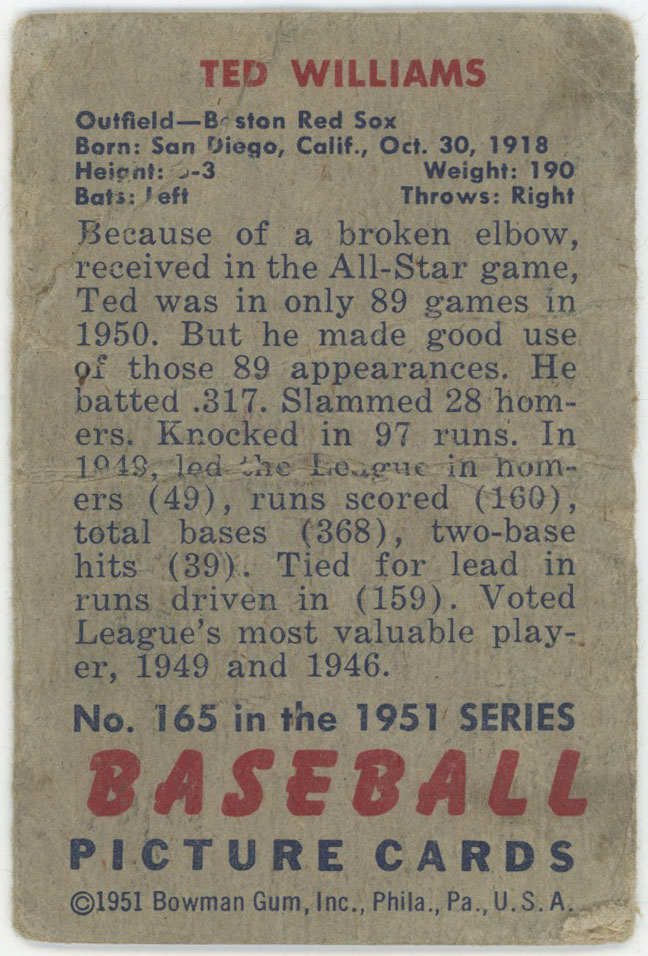 TED WILLIAMS
Outfield—Boston Red Sox
Born: San Diego, Calif., Oct. 30, 1918
Height: -3 Weight: 190
Bats: Left Throws: Right
Because of a broken elbow,
received in the All-Star game,
Ted was in only 89 games in
1950. But he made good use
of those 89 appearances. He
batted .317. Slammed 28 hom-
ers. Knocked in 97 runs. In
1949, led the League in hom-
ers (49), runs scored (160),
total bases (368), two-base
hits (39). Tied for lead in
runs driven in (159). Voted
League's most valuable play-
er, 1949 and 1946.
No. 165 in the 1951 SERIES
BASEBALL
PICTURE CARDS
©1951 Bowman Gum, Inc., Phila., Pa., U.S.A.